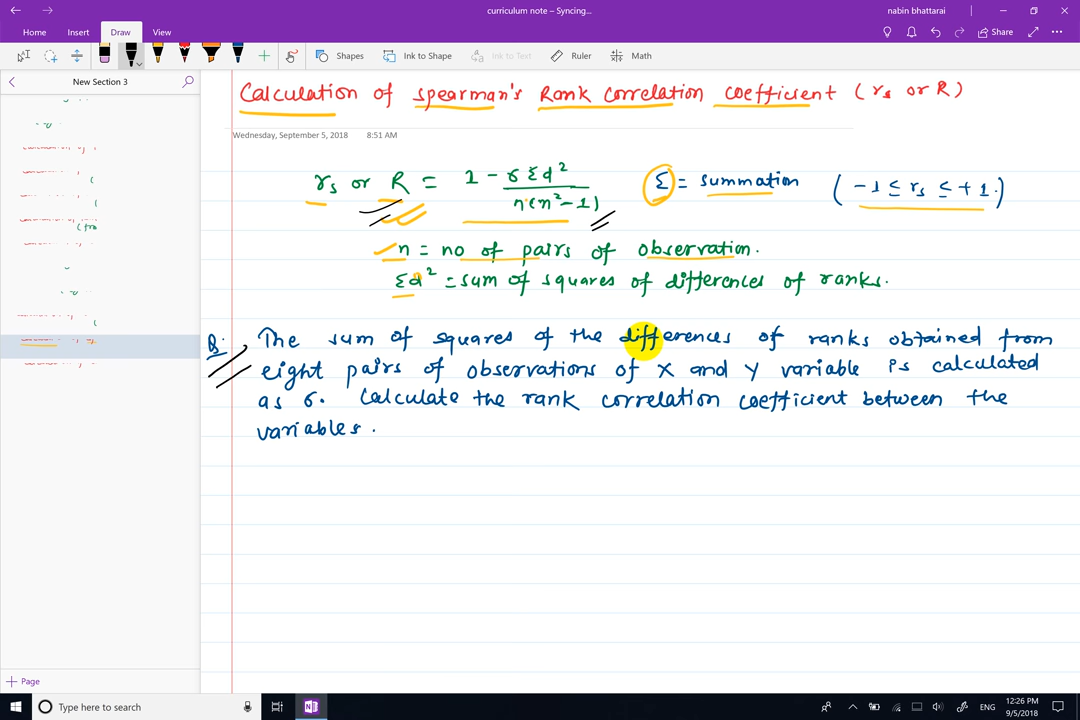 curriculum note – Syncing...
nabin bhattarai
Home Insert Draw View
Share
Shapes Ink to Shape Ink to Text Ruler Math
New Section 3
Calculation of spearman's Rank correlation coefficient ( rs or R )
Wednesday, September 5, 2018 8:51 AM
rs or R = 1 - 6 Σd² / n(n²-1)
Σ = summation ( -1 ≤ rs ≤ +1 )
n = no of pairs of observation.
Σd² = sum of squares of differences of ranks.
Q. The sum of squares of the differences of ranks obtained from
eight pairs of observations of X and Y variable is calculated
as 6. Calculate the rank correlation coefficient between the
variables.
+ Page
Type here to search
ENG
12:26 PM
9/5/2018